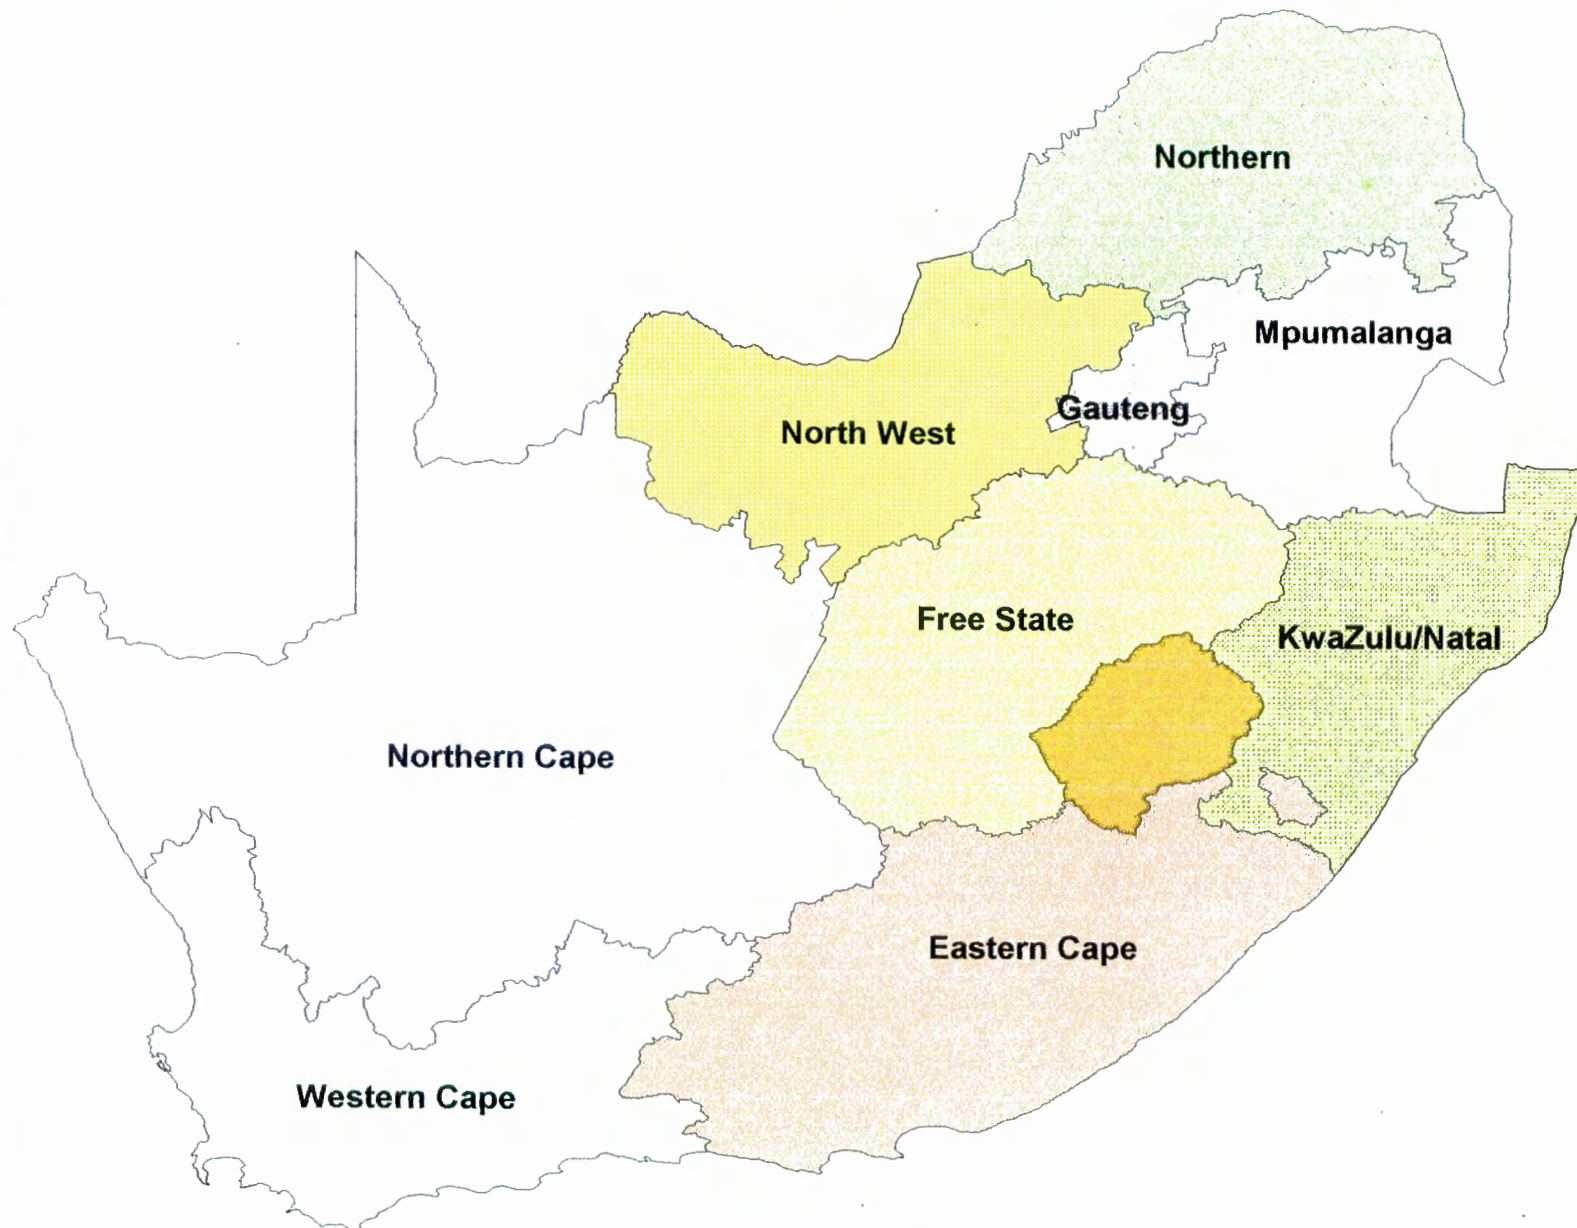 Northern
Mpumalanga
Gauteng
North West
Free State
KwaZulu/Natal
Northern Cape
Eastern Cape
Western Cape